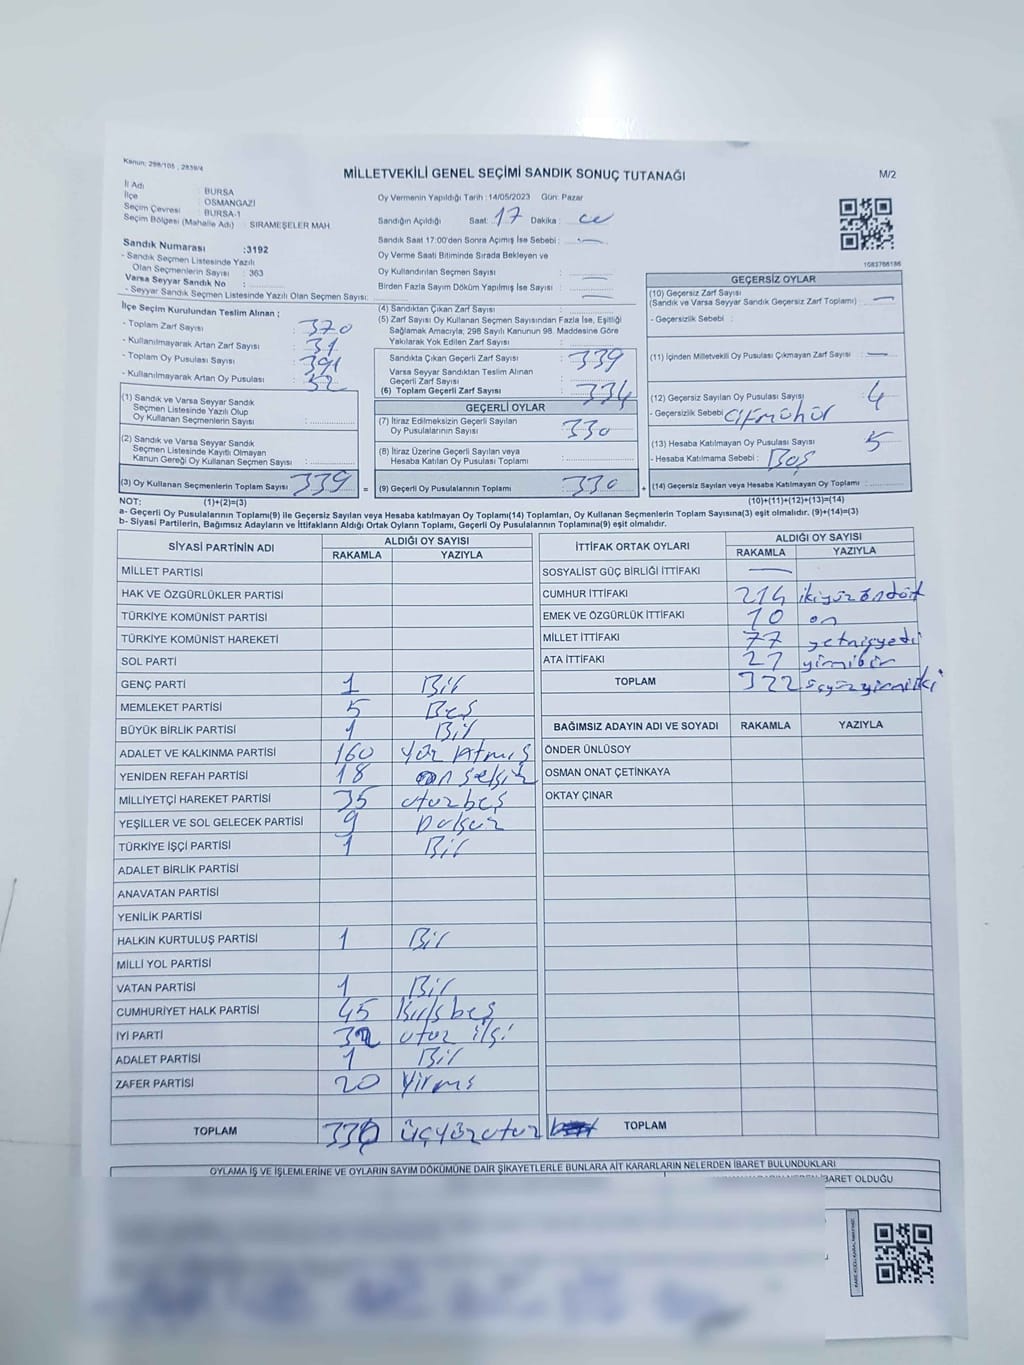 Kanun: 298/105 , 2839/4
MİLLETVEKİLİ GENEL SEÇİMİ SANDIK SONUÇ TUTANAĞI
M/2
İl Adı : BURSA
İlçe : OSMANGAZİ
Seçim Çevresi : BURSA-1
Seçim Bölgesi (Mahalle Adı) : SIRAMEŞELER MAH.
Sandık Numarası :3192
- Sandık Seçmen Listesinde Yazılı
Olan Seçmenlerin Sayısı : 363
Varsa Seyyar Sandık No :
- Seyyar Sandık Seçmen Listesinde Yazılı Olan Seçmen Sayısı:
Oy Vermenin Yapıldığı Tarih :14/05/2023 Gün: Pazar
Sandığın Açıldığı Saat: 17 Dakika :
Sandık Saat 17:00'den Sonra Açılmış İse Sebebi : —
Oy Verme Saati Bitiminde Sırada Bekleyen ve
Oy Kullandırılan Seçmen Sayısı : —
Birden Fazla Sayım Döküm Yapılmış İse Sayısı : —
1083766186
İlçe Seçim Kurulundan Teslim Alınan ;
- Toplam Zarf Sayısı : 370
- Kullanılmayarak Artan Zarf Sayısı : 31
- Toplam Oy Pusulası Sayısı : 391
- Kullanılmayarak Artan Oy Pusulası : 52
(1) Sandık ve Varsa Seyyar Sandık
Seçmen Listesinde Yazılı Olup
Oy Kullanan Seçmenlerin Sayısı :
(2) Sandık ve Varsa Seyyar Sandık
Seçmen Listesinde Kayıtlı Olmayan
Kanun Gereği Oy Kullanan Seçmen Sayısı :
(3) Oy Kullanan Seçmenlerin Toplam Sayısı : 339
(4) Sandıktan Çıkan Zarf Sayısı :
(5) Zarf Sayısı Oy Kullanan Seçmen Sayısından Fazla İse, Eşitliği
Sağlamak Amacıyla; 298 Sayılı Kanunun 98. Maddesine Göre
Yakılarak Yok Edilen Zarf Sayısı :
Sandıkta Çıkan Geçerli Zarf Sayısı : 339
Varsa Seyyar Sandıktan Teslim Alınan
Geçerli Zarf Sayısı :
(6) Toplam Geçerli Zarf Sayısı : 334
GEÇERLİ OYLAR
(7) İtiraz Edilmeksizin Geçerli Sayılan
Oy Pusulalarının Sayısı : 330
(8) İtiraz Üzerine Geçerli Sayılan veya
Hesaba Katılan Oy Pusulası Toplamı :
= (9) Geçerli Oy Pusulalarının Toplamı : 330
GEÇERSİZ OYLAR
(10) Geçersiz Zarf Sayısı
(Sandık ve Varsa Seyyar Sandık Geçersiz Zarf Toplamı) : —
- Geçersizlik Sebebi :
(11) İçinden Milletvekili Oy Pusulası Çıkmayan Zarf Sayısı : —
(12) Geçersiz Sayılan Oy Pusulası Sayısı : 4
- Geçersizlik Sebebi :
(13) Hesaba Katılmayan Oy Pusulası Sayısı : 5
- Hesaba Katılmama Sebebi : Boş
+ (14) Geçersiz Sayılan veya Hesaba Katılmayan Oy Toplamı :
NOT: (1)+(2)=(3)
(10)+(11)+(12)+(13)=(14)
a- Geçerli Oy Pusulalarının Toplamı(9) ile Geçersiz Sayılan veya Hesaba katılmayan Oy Toplamı(14) Toplamları, Oy Kullanan Seçmenlerin Toplam Sayısına(3) eşit olmalıdır. (9)+(14)=(3)
b- Siyasi Partilerin, Bağımsız Adayların ve İttifakların Aldığı Ortak Oyların Toplamı, Geçerli Oy Pusulalarının Toplamına(9) eşit olmalıdır.
SİYASİ PARTİNİN ADI
ALDIĞI OY SAYISI
RAKAMLA YAZIYLA
MİLLET PARTİSİ
HAK VE ÖZGÜRLÜKLER PARTİSİ
TÜRKİYE KOMÜNİST PARTİSİ
TÜRKİYE KOMÜNİST HAREKETİ
SOL PARTİ
GENÇ PARTİ 1 Bir
MEMLEKET PARTİSİ 5 Beş
BÜYÜK BİRLİK PARTİSİ 1 Bir
ADALET VE KALKINMA PARTİSİ 160 yüz Atmış
YENİDEN REFAH PARTİSİ 18 on sekiz
MİLLİYETÇİ HAREKET PARTİSİ 35 otuzbeş
YEŞİLLER VE SOL GELECEK PARTİSİ 9 Dokuz
TÜRKİYE İŞÇİ PARTİSİ 1 Bir
ADALET BİRLİK PARTİSİ
ANAVATAN PARTİSİ
YENİLİK PARTİSİ
HALKIN KURTULUŞ PARTİSİ 1 Bir
MİLLİ YOL PARTİSİ
VATAN PARTİSİ 1 Bir
CUMHURİYET HALK PARTİSİ 45 Kırkbeş
İYİ PARTİ 32 otuz iki
ADALET PARTİSİ 1 Bir
ZAFER PARTİSİ 20 Yirmi
TOPLAM 330 üçyüzotuz
İTTİFAK ORTAK OYLARI
ALDIĞI OY SAYISI
RAKAMLA YAZIYLA
SOSYALİST GÜÇ BİRLİĞİ İTTİFAKI —
CUMHUR İTTİFAKI 214 ikiyüzöndört
EMEK VE ÖZGÜRLÜK İTTİFAKI 10 on
MİLLET İTTİFAKI 77 yetmişyedi
ATA İTTİFAKI 21 yirmibir
TOPLAM 322 üçyüzyirmiiki
BAĞIMSIZ ADAYIN ADI VE SOYADI RAKAMLA YAZIYLA
ÖNDER ÜNLÜSOY
OSMAN ONAT ÇETİNKAYA
OKTAY ÇINAR
TOPLAM
OYLAMA İŞ VE İŞLEMLERİNE VE OYLARIN SAYIM DÖKÜMÜNE DAİR ŞİKAYETLERLE BUNLARA AİT KARARLARIN NELERDEN İBARET BULUNDUKLARI
İBARET OLDUĞU